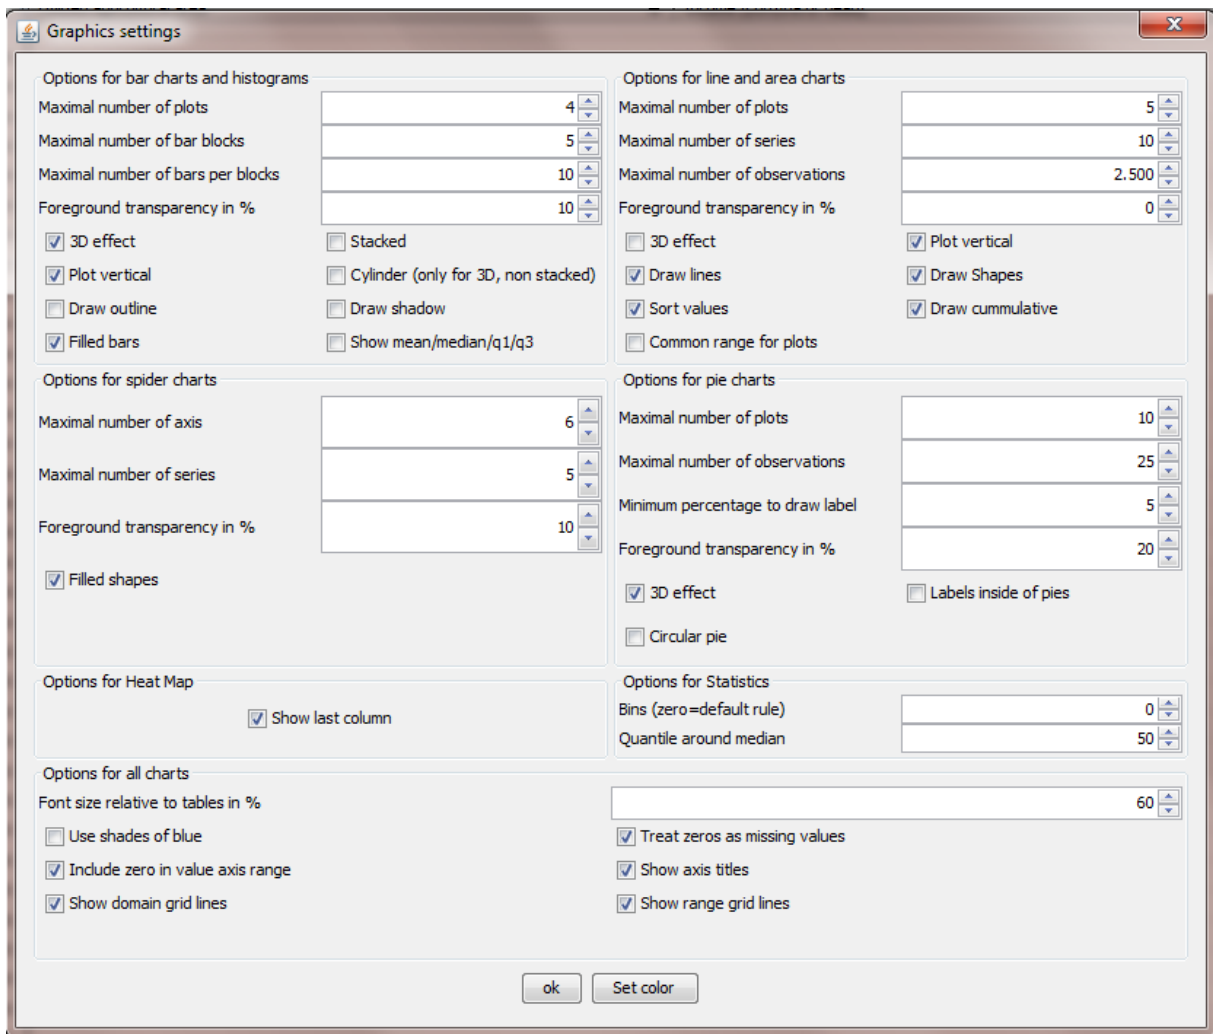 Graphics settings
Options for bar charts and histograms
Maximal number of plots 4
Maximal number of bar blocks 5
Maximal number of bars per blocks 10
Foreground transparency in % 10
3D effect Stacked
Plot vertical Cylinder (only for 3D, non stacked)
Draw outline Draw shadow
Filled bars Show mean/median/q1/q3
Options for line and area charts
Maximal number of plots 5
Maximal number of series 10
Maximal number of observations 2.500
Foreground transparency in % 0
3D effect Plot vertical
Draw lines Draw Shapes
Sort values Draw cummulative
Common range for plots
Options for spider charts
Maximal number of axis 6
Maximal number of series 5
Foreground transparency in % 10
Filled shapes
Options for pie charts
Maximal number of plots 10
Maximal number of observations 25
Minimum percentage to draw label 5
Foreground transparency in % 20
3D effect Labels inside of pies
Circular pie
Options for Heat Map
Show last column
Options for Statistics
Bins (zero=default rule) 0
Quantile around median 50
Options for all charts
Font size relative to tables in % 60
Use shades of blue Treat zeros as missing values
Include zero in value axis range Show axis titles
Show domain grid lines Show range grid lines
ok Set color